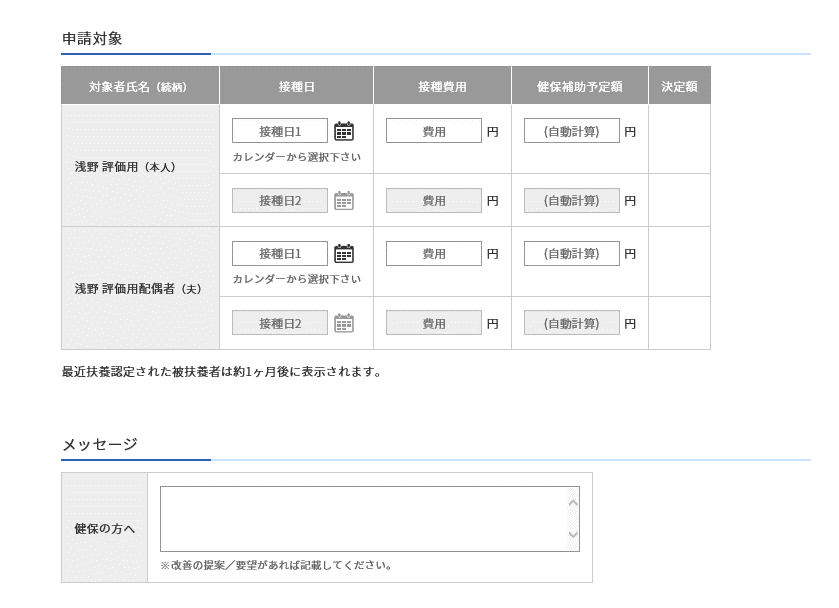 申請対象
対象者氏名（続柄） 接種日 接種費用 健保補助予定額 決定額
浅野 評価用（本人） 接種日1 費用 円 (自動計算) 円
カレンダーから選択下さい
接種日2 費用 円 (自動計算) 円
浅野 評価用配偶者（夫） 接種日1 費用 円 (自動計算) 円
カレンダーから選択下さい
接種日2 費用 円 (自動計算) 円
最近扶養認定された被扶養者は約1ヶ月後に表示されます。
メッセージ
健保の方へ
※改善の提案／要望があれば記載してください。